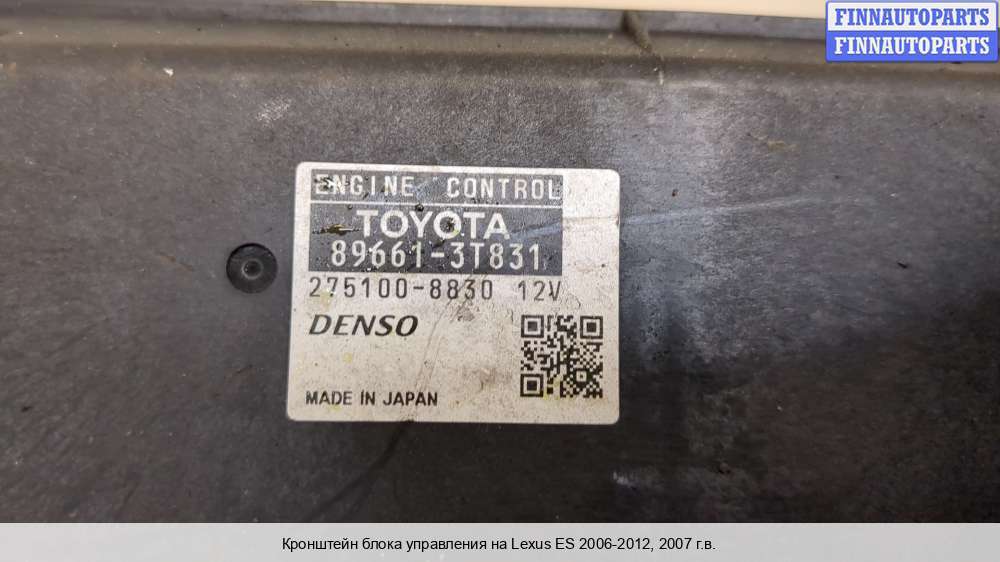 FINNAUTOPARTS
FINNAUTOPARTS
ENGINE CONTROL
TOYOTA
89661-3T831
275100-8830 12V
DENSO
MADE IN JAPAN
Кронштейн блока управления на Lexus ES 2006-2012, 2007 г.в.